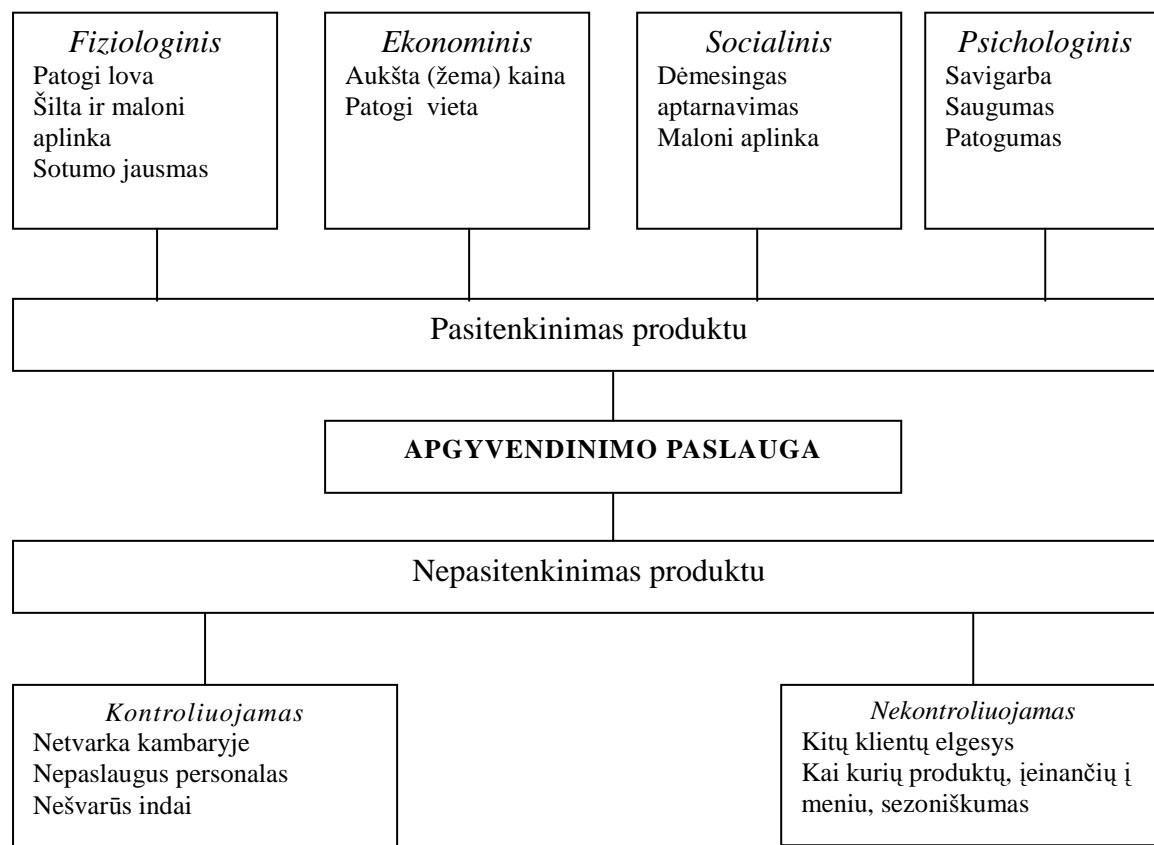 Fiziologinis
Patogi lova
Šilta ir maloni
aplinka
Sotumo jausmas
Ekonominis
Aukšta (žema) kaina
Patogi vieta
Socialinis
Dėmesingas
aptarnavimas
Maloni aplinka
Psichologinis
Savigarba
Saugumas
Patogumas
Pasitenkinimas produktu
APGYVENDINIMO PASLAUGA
Nepasitenkinimas produktu
Kontroliuojamas
Netvarka kambaryje
Nepaslaugus personalas
Nešvarūs indai
Nekontroliuojamas
Kitų klientų elgesys
Kai kurių produktų, įeinančių į
meniu, sezoniškumas